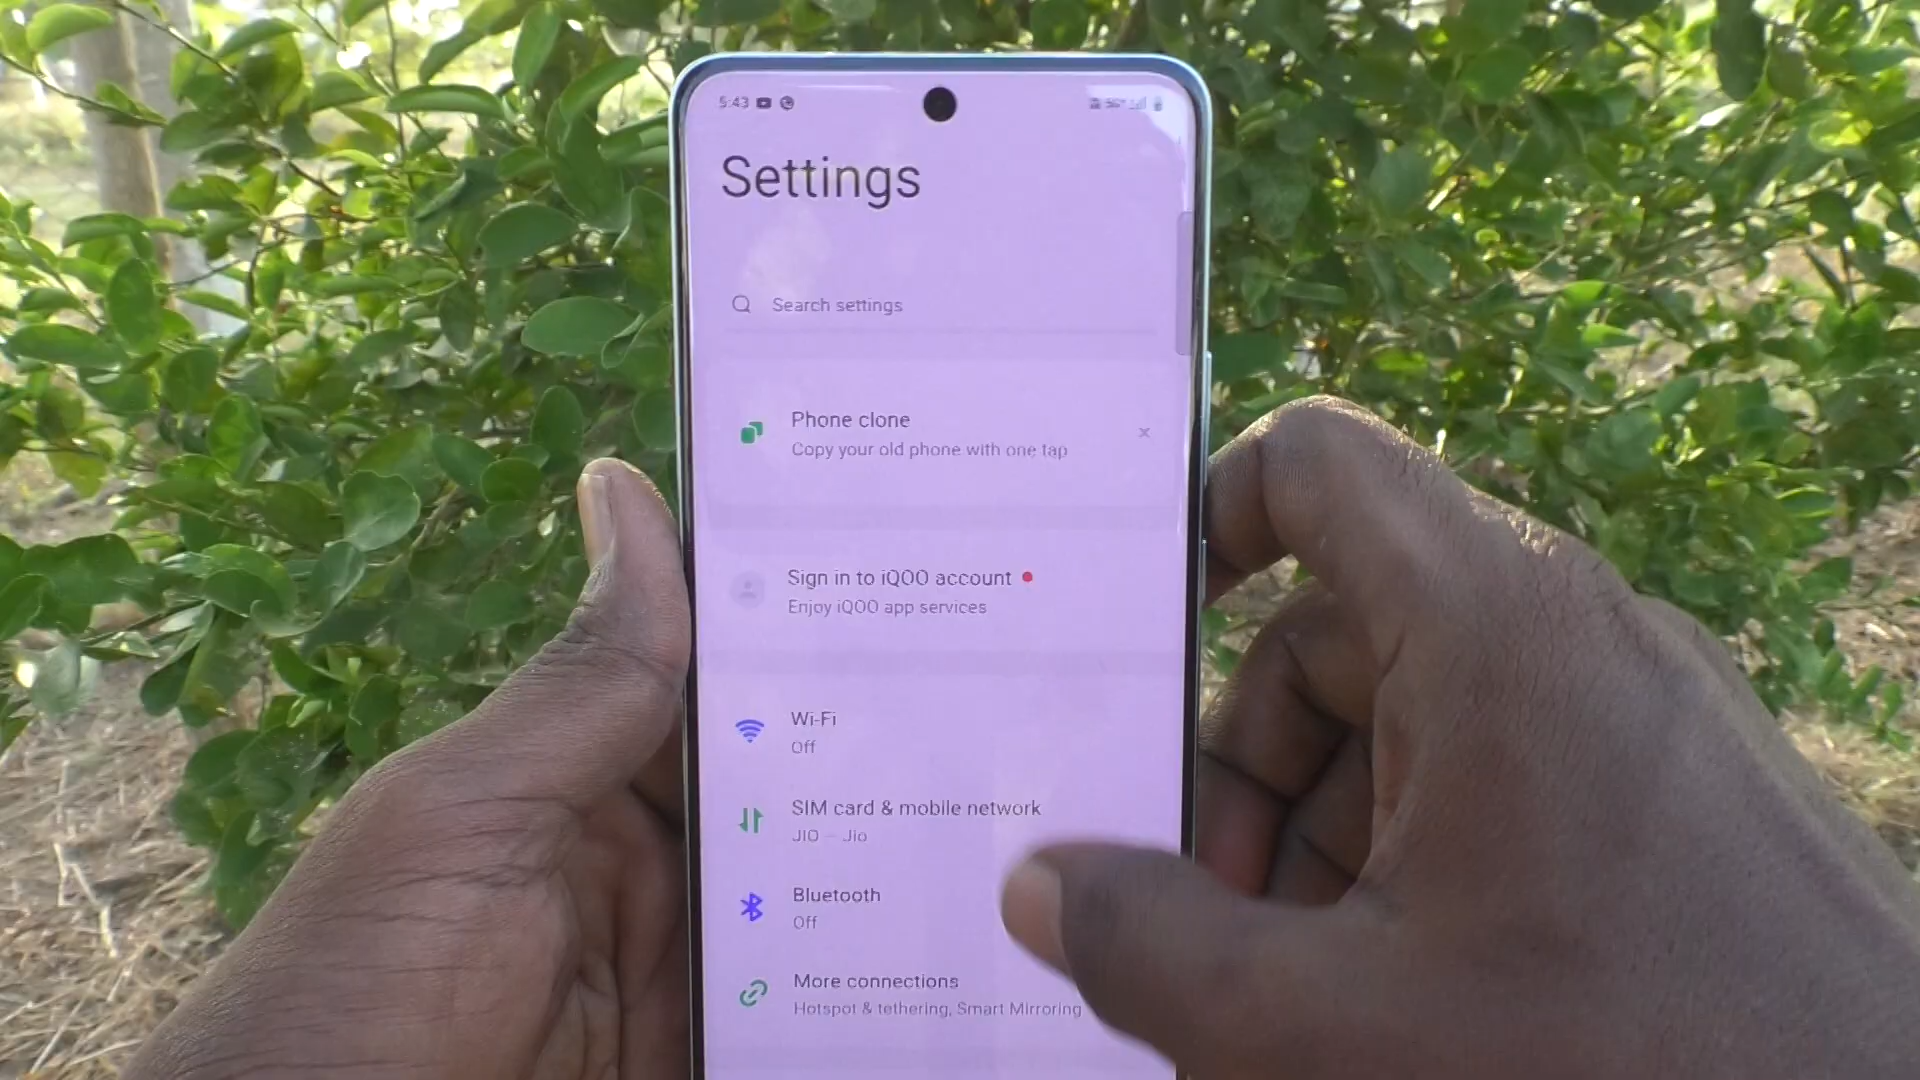 5:43
Settings
Search settings
Phone clone
Copy your old phone with one tap
Sign in to iQOO account
Enjoy iQOO app services
Wi-Fi
Off
SIM card & mobile network
JIO – Jio
Bluetooth
Off
More connections
Hotspot & tethering, Smart Mirroring